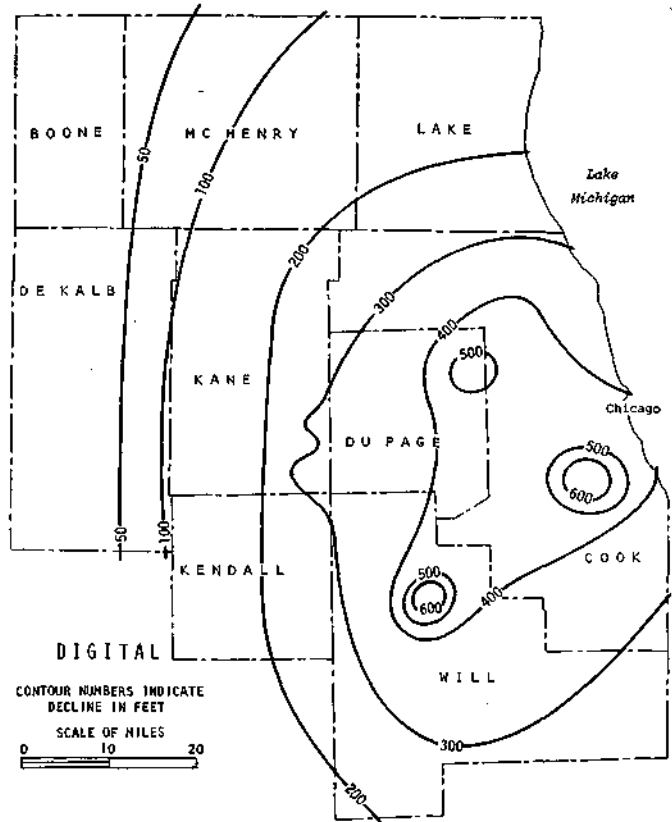 BOONE
MC HENRY
LAKE
50
100
Lake
Michigan
200
DE KALB
300
400
500
KANE
Chicago
DU PAGE
500
600
50
100
KENDALL
500
600
400
COOK
DIGITAL
WILL
CONTOUR NUMBERS INDICATE
DECLINE IN FEET
SCALE OF MILES
0 10 20
300
200